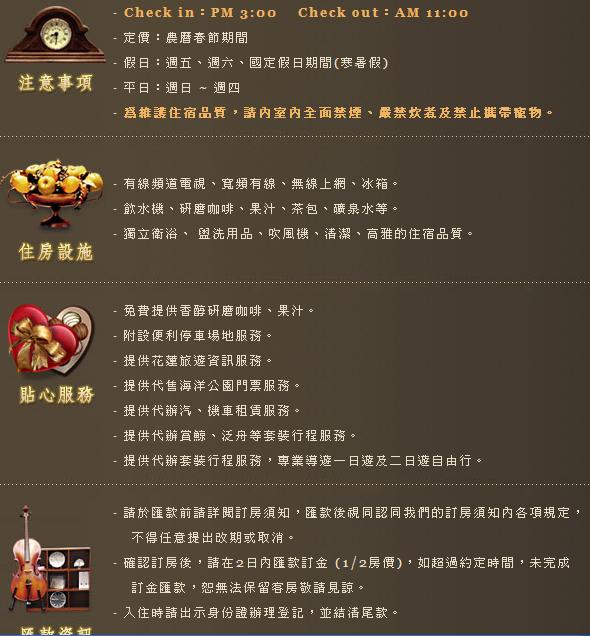 - Check in：PM 3:00 Check out：AM 11:00
- 定價：農曆春節期間
- 假日：週五、週六、國定假日期間(寒暑假)
- 平日：週日 ~ 週四
- 為維護住宿品質，請內室內全面禁煙、嚴禁炊煮及禁止攜帶寵物。
注意事項
- 有線頻道電視、寬頻有線、無線上網、冰箱。
- 飲水機、研磨咖啡、果汁、茶包、礦泉水等。
- 獨立衛浴、 盥洗用品、吹風機、清潔、高雅的住宿品質。
住房設施
- 免費提供香醇研磨咖啡、果汁。
- 附設便利停車場地服務。
- 提供花蓮旅遊資訊服務。
- 提供代售海洋公園門票服務。
- 提供代辦汽、機車租賃服務。
- 提供代辦賞鯨、泛舟等套裝行程服務。
- 提供代辦套裝行程服務，專業導遊一日遊及二日遊自由行。
貼心服務
- 請於匯款前請詳閱訂房須知，匯款後視同認同我們的訂房須知內各項規定，
不得任意提出改期或取消。
- 確認訂房後，請在2日內匯款訂金 (1/2房價)，如超過約定時間，未完成
訂金匯款，恕無法保留客房敬請見諒。
- 入住時請出示身份證辦理登記，並結清尾款。
匯款資訊